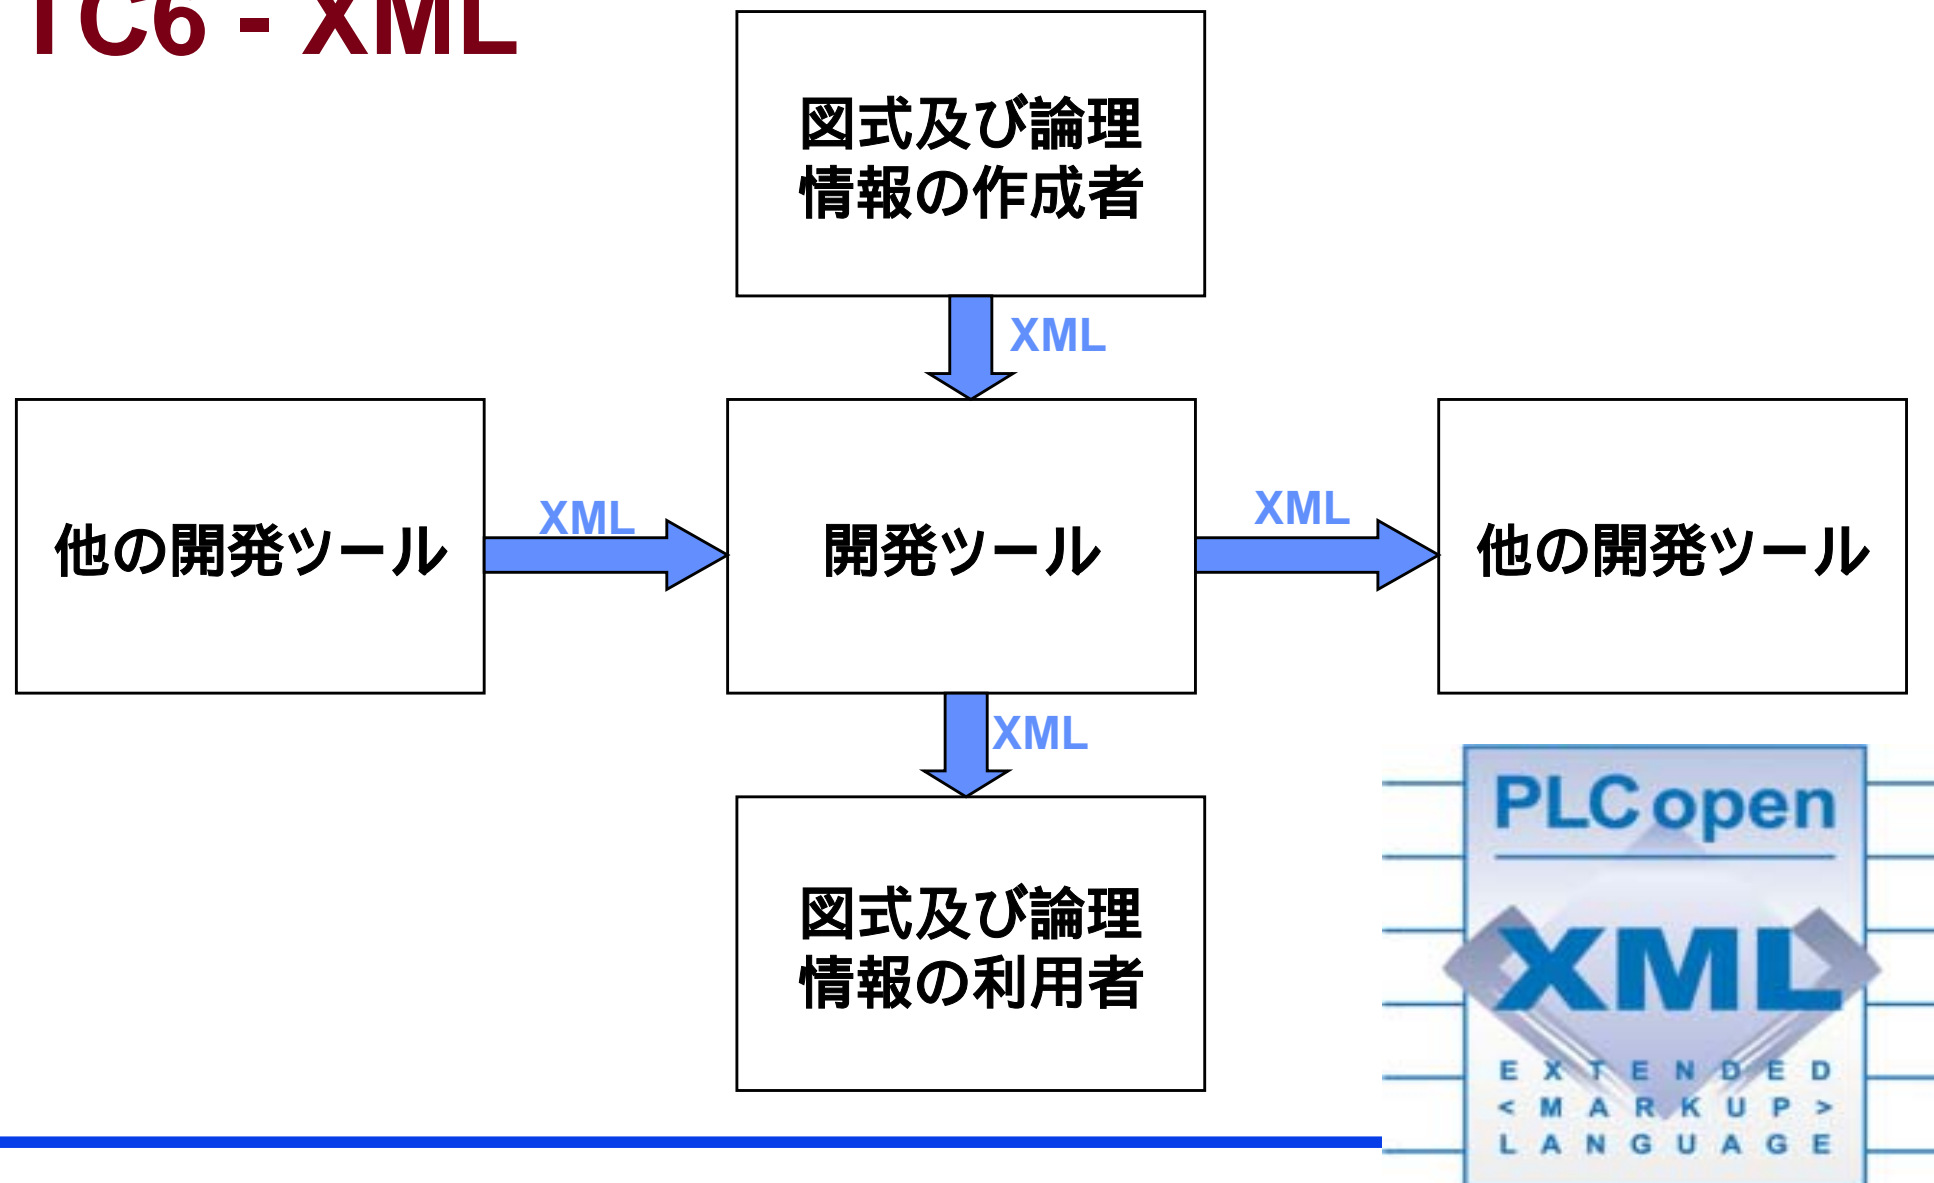 TC6 - XML
図式及び論理
情報の作成者
XML
他の開発ツール
XML
開発ツール
XML
他の開発ツール
XML
図式及び論理
情報の利用者
PLCopen
XML
EXTENDED
<MARKUP>
LANGUAGE